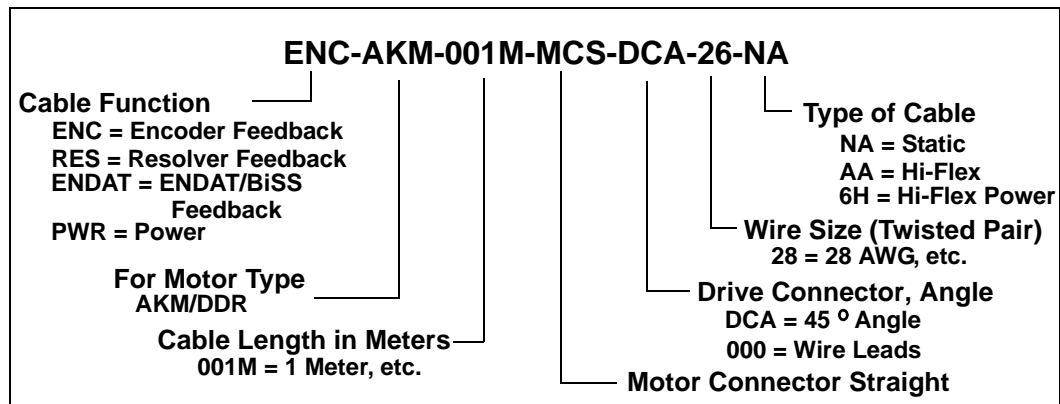 ENC-AKM-001M-MCS-DCA-26-NA
Cable Function
ENC = Encoder Feedback
RES = Resolver Feedback
ENDAT = ENDAT/BiSS
Feedback
PWR = Power
For Motor Type
AKM/DDR
Cable Length in Meters
001M = 1 Meter, etc.
Type of Cable
NA = Static
AA = Hi-Flex
6H = Hi-Flex Power
Wire Size (Twisted Pair)
28 = 28 AWG, etc.
Drive Connector, Angle
DCA = 45 º Angle
000 = Wire Leads
Motor Connector Straight